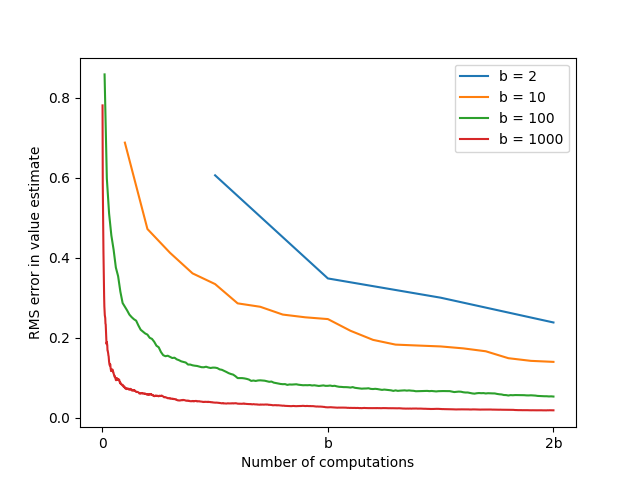 b = 2
b = 10
b = 100
b = 1000
0.8
0.6
0.4
0.2
0.0
RMS error in value estimate
0
b
2b
Number of computations